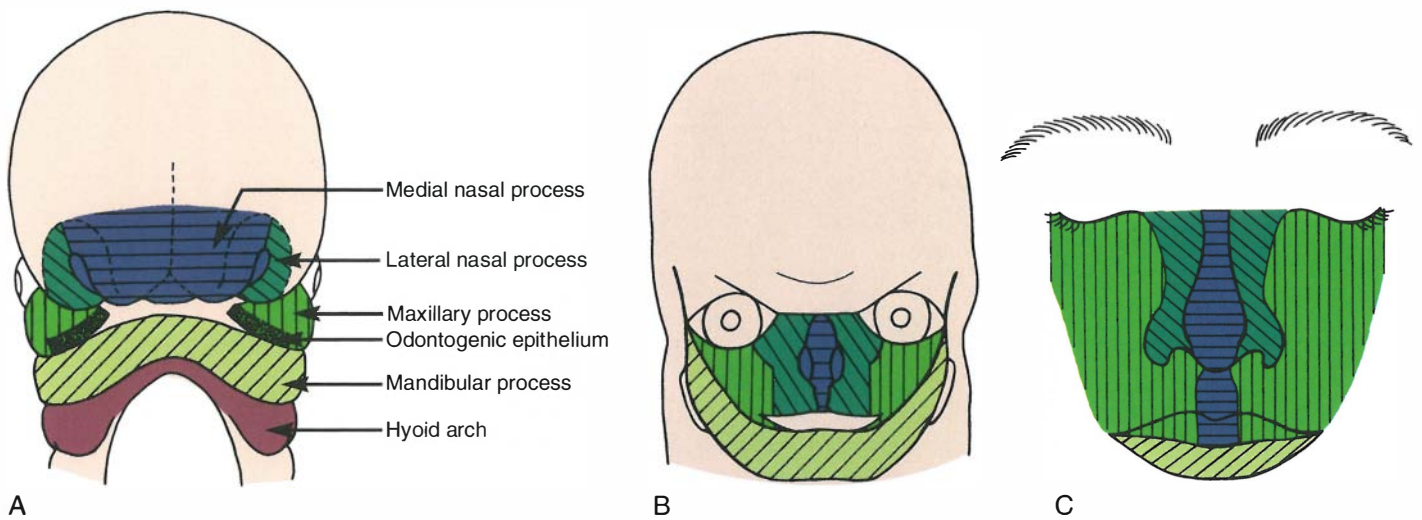 Medial nasal process
Lateral nasal process
Maxillary process
Odontogenic epithelium
Mandibular process
Hyoid arch
A
B
C